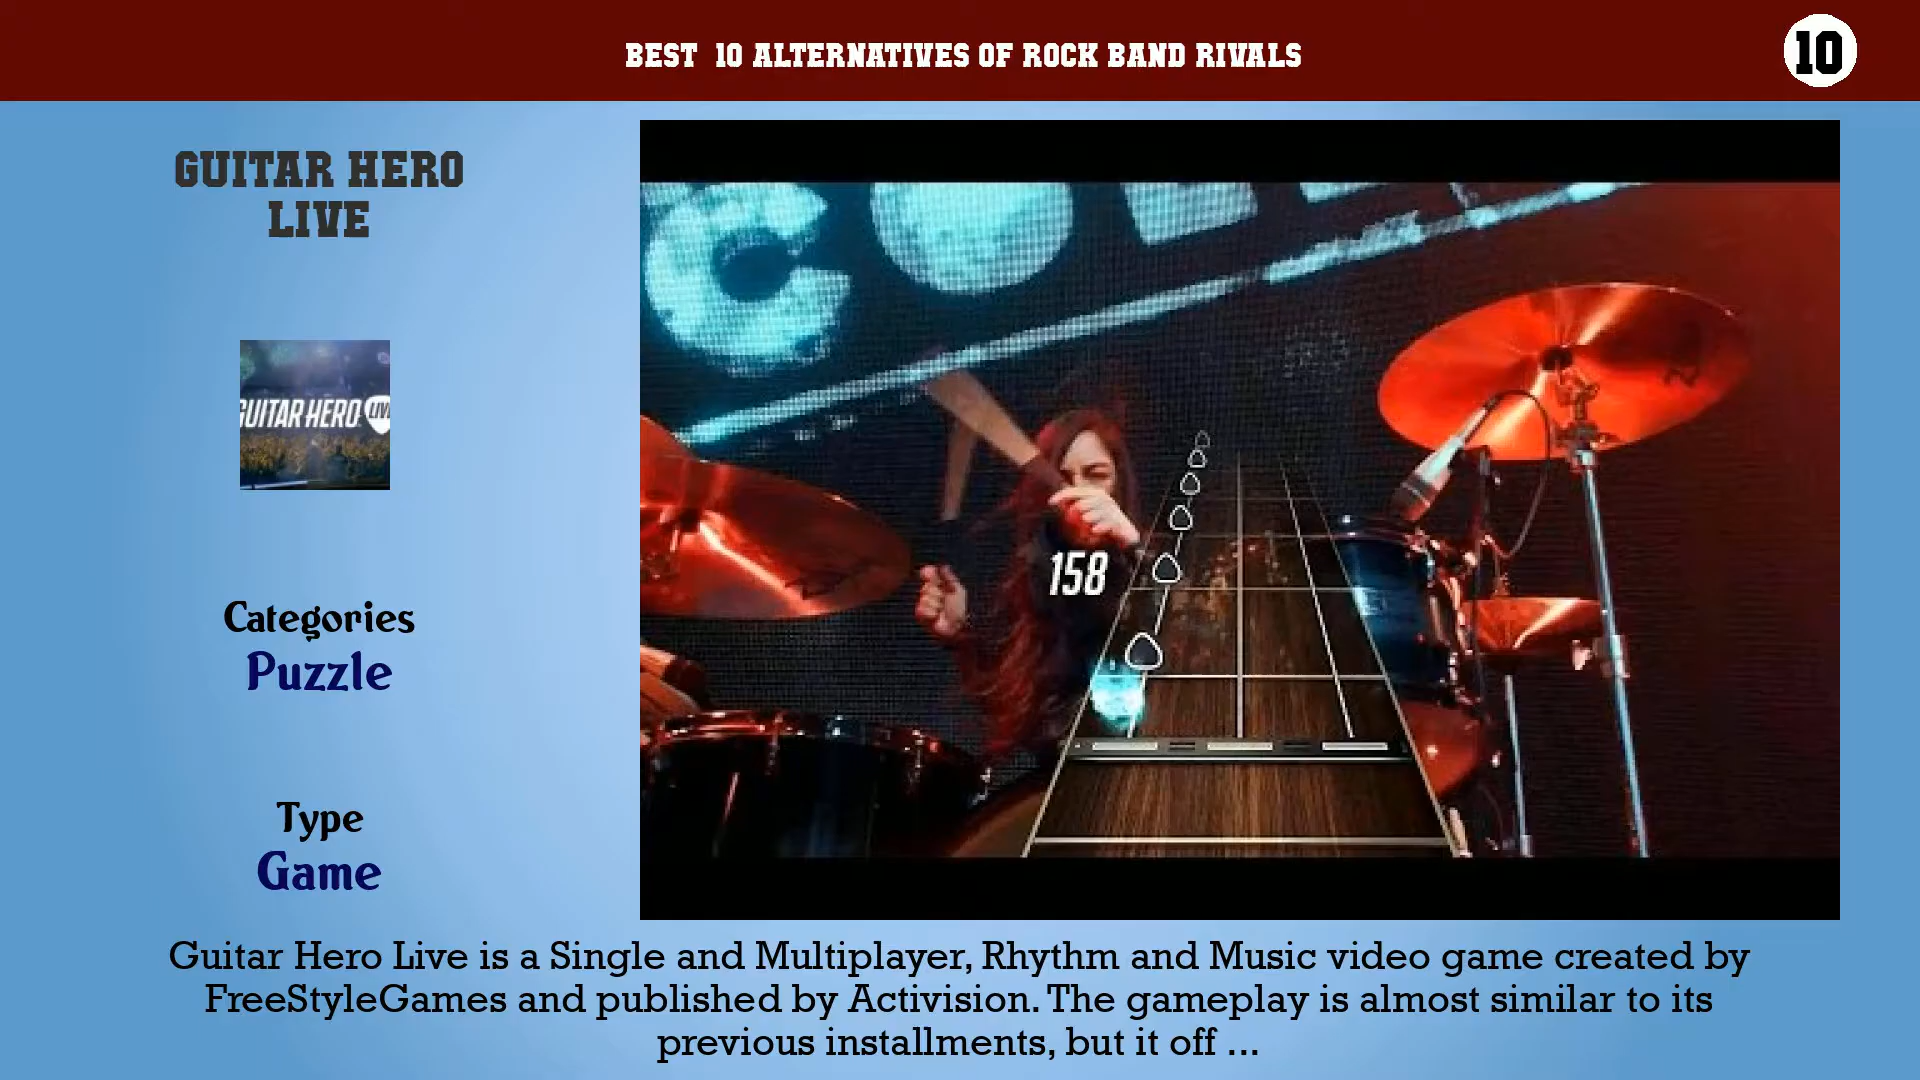 BEST 10 ALTERNATIVES OF ROCK BAND RIVALS
10
GUITAR HERO
LIVE
GUITAR HERO LIVE
158
Categories
Puzzle
Type
Game
Guitar Hero Live is a Single and Multiplayer, Rhythm and Music video game created by
FreeStyleGames and published by Activision. The gameplay is almost similar to its
previous installments, but it off ...